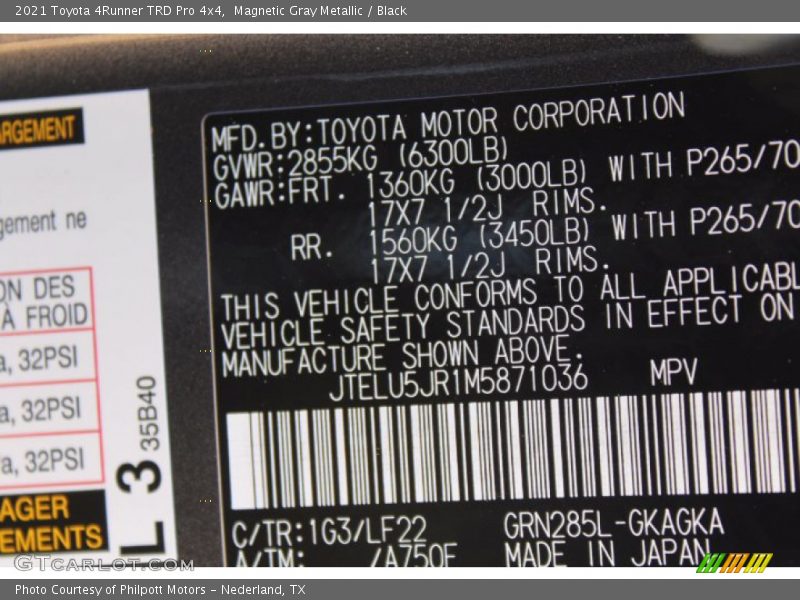 2021 Toyota 4Runner TRD Pro 4x4,  Magnetic Gray Metallic / Black
ARGEMENT
gement ne
ON DES
À FROID
a, 32PSI
a, 32PSI
a, 32PSI
AGER
EMENTS
L 3
35B40
MFD.BY:TOYOTA MOTOR CORPORATION
GVWR:2855KG (6300LB)
GAWR:FRT. 1360KG (3000LB) WITH P265/70
17X7 1/2J RIMS.
RR. 1560KG (3450LB) WITH P265/70
17X7 1/2J RIMS.
THIS VEHICLE CONFORMS TO ALL APPLICABL
VEHICLE SAFETY STANDARDS IN EFFECT ON
MANUFACTURE SHOWN ABOVE.
JTELU5JR1M5871036 MPV
C/TR:1G3/LF22 GRN285L-GKAGKA
A/TM: /A750F MADE IN JAPAN
GTcarlot.com
Photo Courtesy of Philpott Motors - Nederland, TX